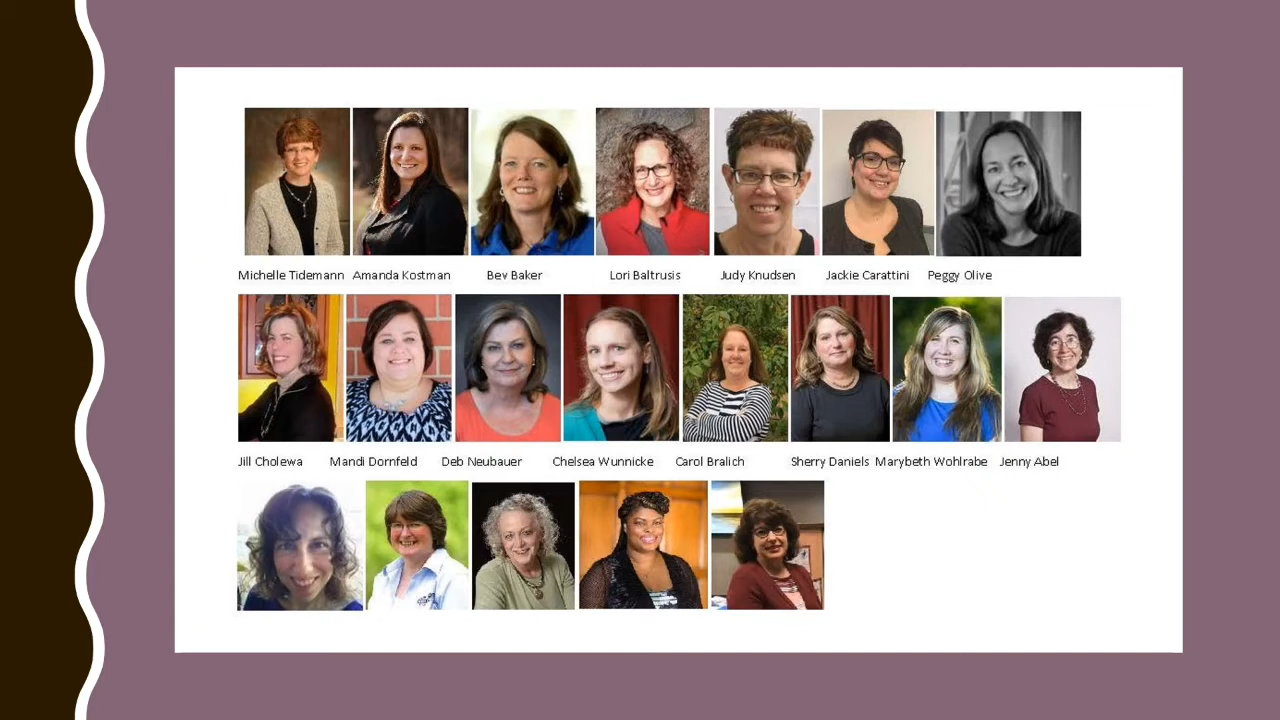 Michelle Tidemann Amanda Kostman Bev Baker Lori Baltrusis Judy Knudsen Jackie Carattini Peggy Olive
Jill Cholewa Mandi Dornfeld Deb Neubauer Chelsea Wunnicke Carol Bralich Sherry Daniels Marybeth Wohlrabe Jenny Abel